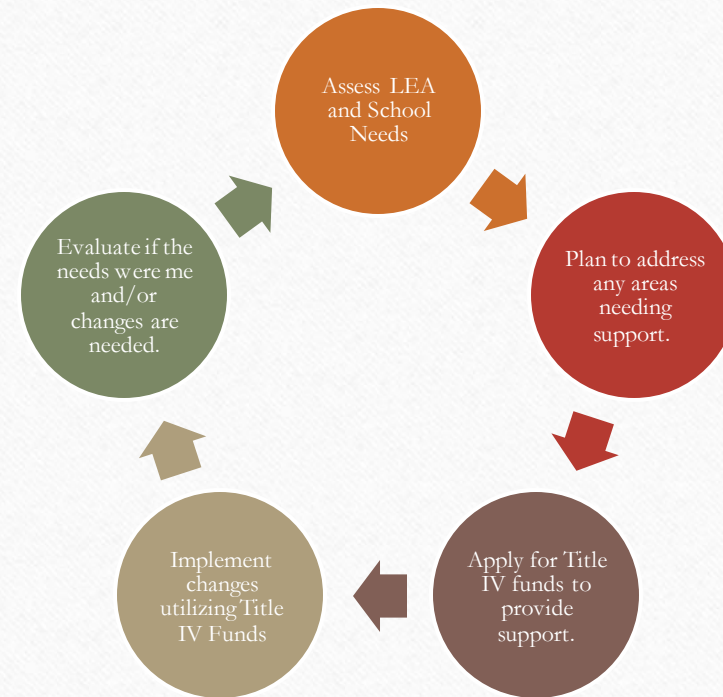 Assess LEA
and School
Needs
Plan to address
any areas
needing
support.
Apply for Title
IV funds to
provide
support.
Implement
changes
utilizing Title
IV Funds
Evaluate if the
needs were me
and/or
changes are
needed.